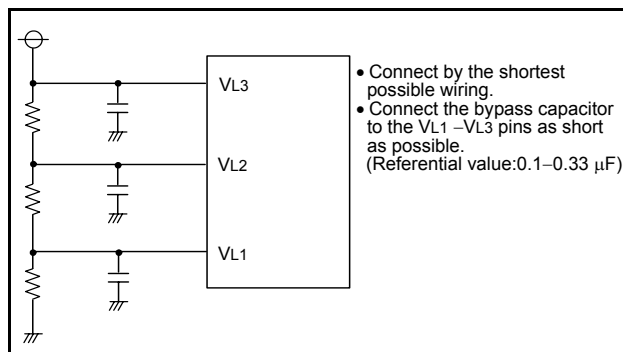 VL3
VL2
VL1
• Connect by the shortest
possible wiring.
• Connect the bypass capacitor
to the VL1 –VL3 pins as short
as possible.
(Referential value:0.1–0.33 μF)